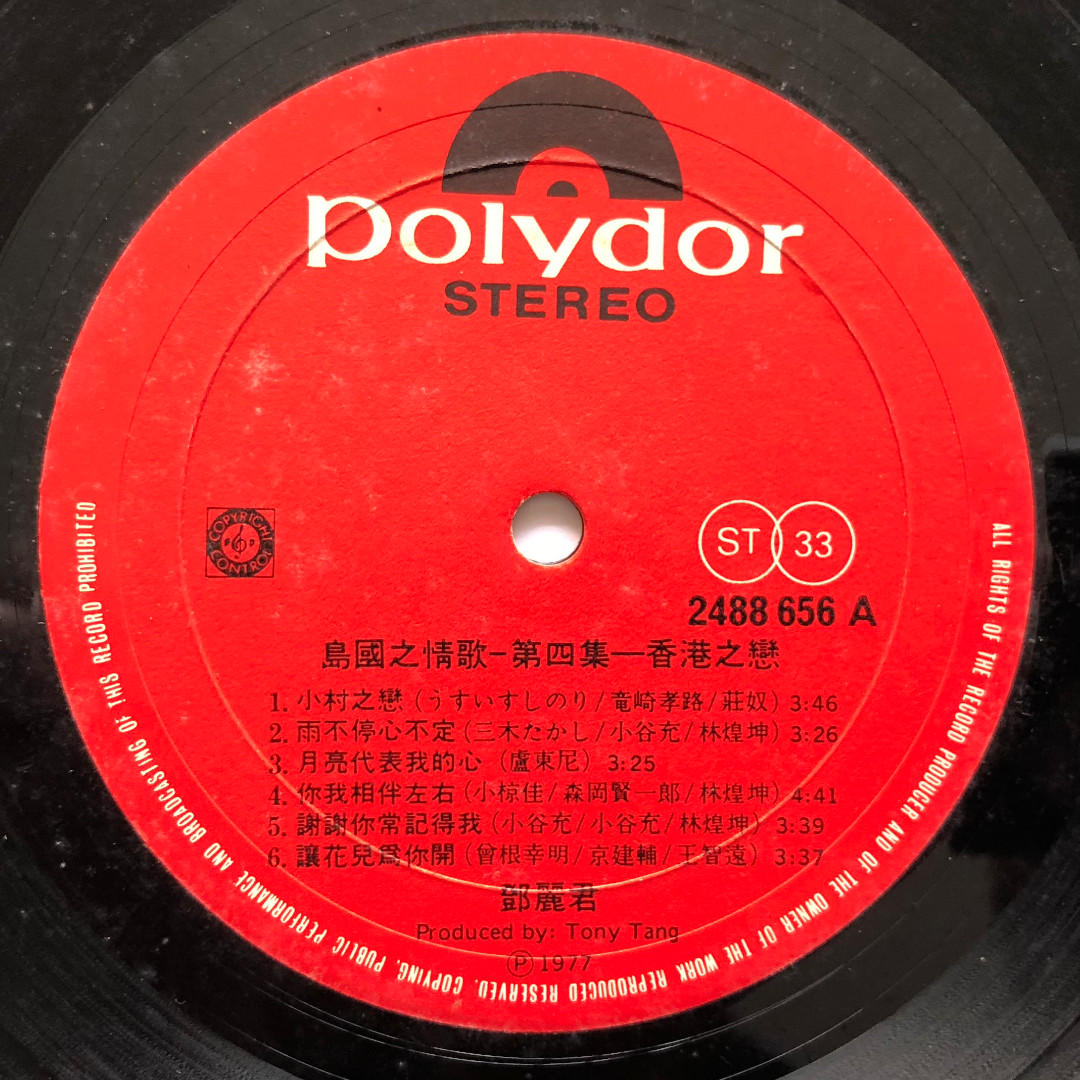 polydor
STEREO
COPYRIGHT CONTROL
ST 33
2488 656 A
島國之情歌-第四集—香港之戀
1. 小村之戀 (うすいすしのり/竜崎孝路/莊奴) 3:46
2. 雨不停心不定 (三木たかし/小谷充/林煌坤) 3:26
3. 月亮代表我的心 (盧東尼) 3:25
4. 你我相伴左右 (小椋佳/森岡賢一郎/林煌坤) 4:41
5. 謝謝你常記得我 (小谷充/小谷充/林煌坤) 3:39
6. 讓花兒爲你開 (曾根幸明/京建輔/王智遠) 3:37
鄧麗君
Produced by: Tony Tang
Ⓟ 1977
ALL RIGHTS OF THE RECORD PRODUCER AND OF THE OWNER OF THE WORK REPRODUCED RESERVED. COPYING, PUBLIC PERFORMANCE AND BROADCASTING OF THIS RECORD PROHIBITED